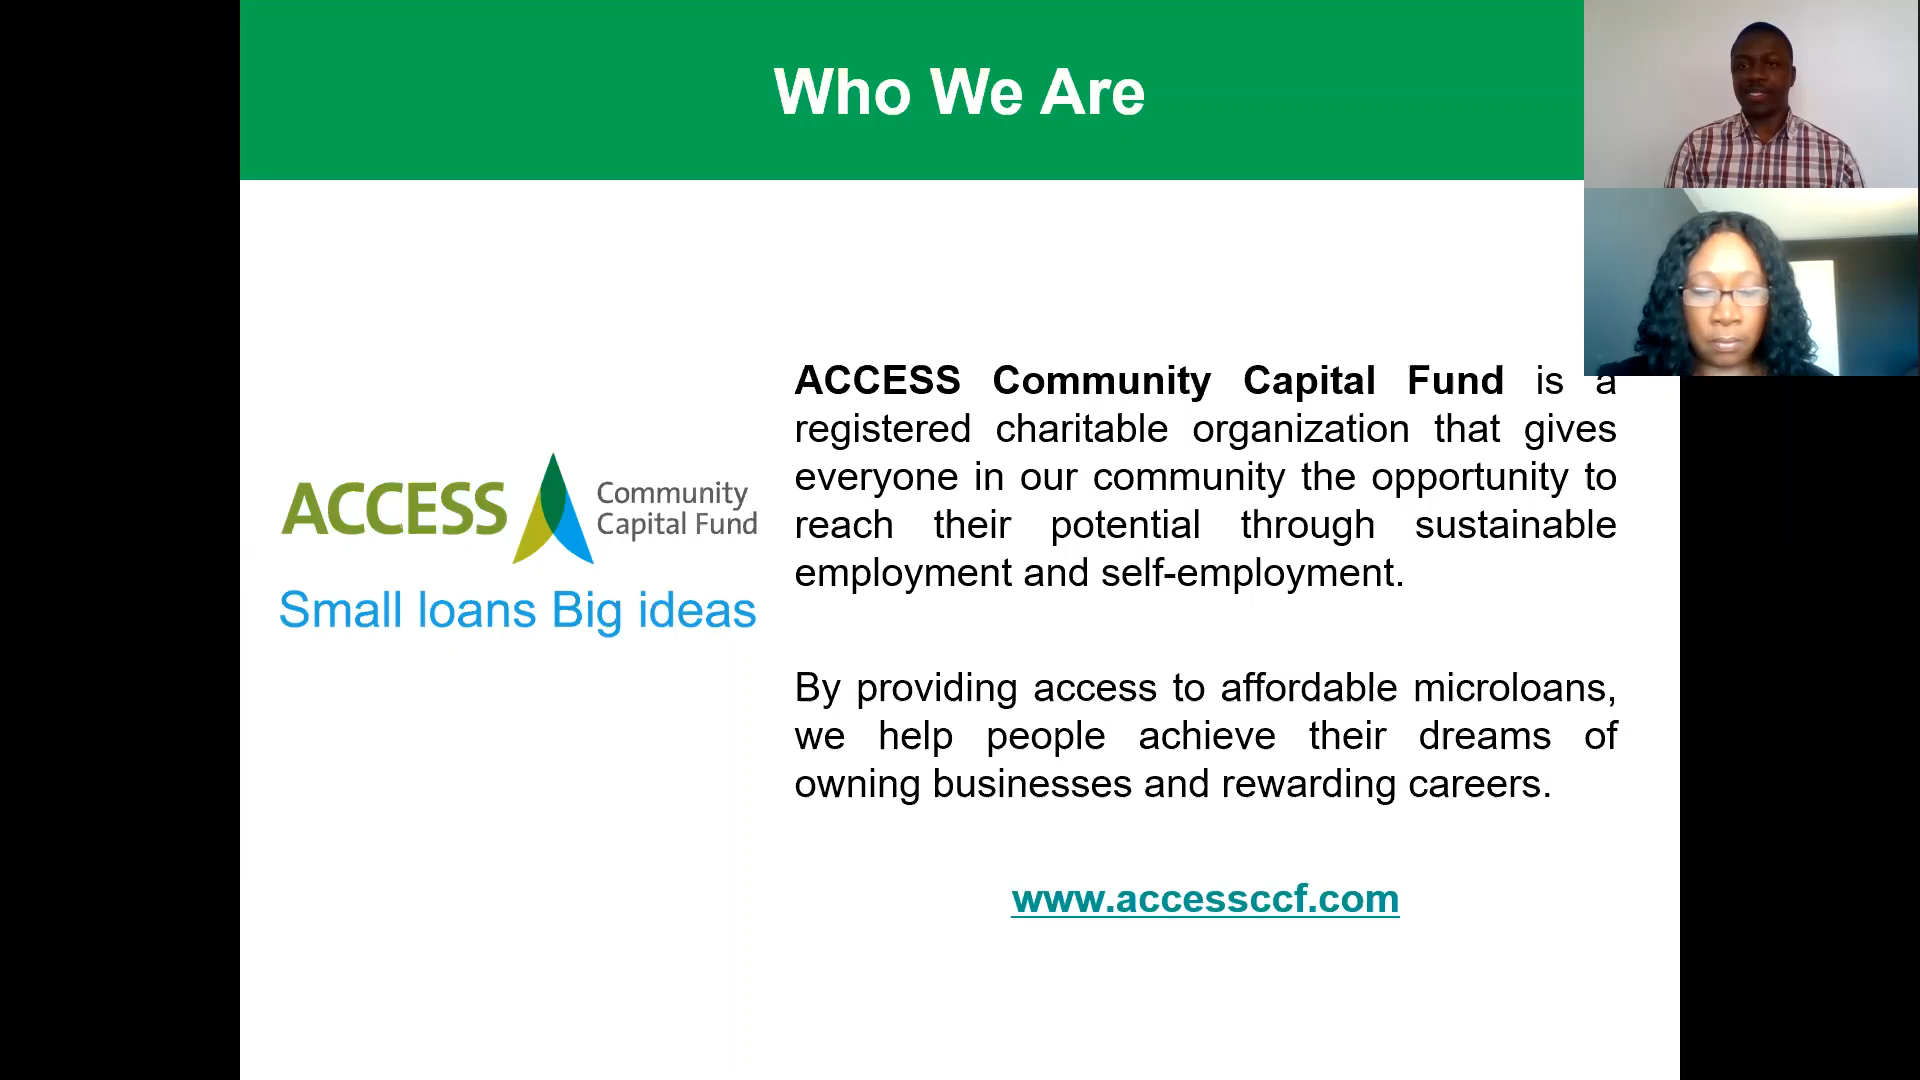 Who We Are
ACCESS Community
Capital Fund
Small loans Big ideas
ACCESS Community Capital Fund is a
registered charitable organization that gives
everyone in our community the opportunity to
reach their potential through sustainable
employment and self-employment.
By providing access to affordable microloans,
we help people achieve their dreams of
owning businesses and rewarding careers.
www.accessccf.com